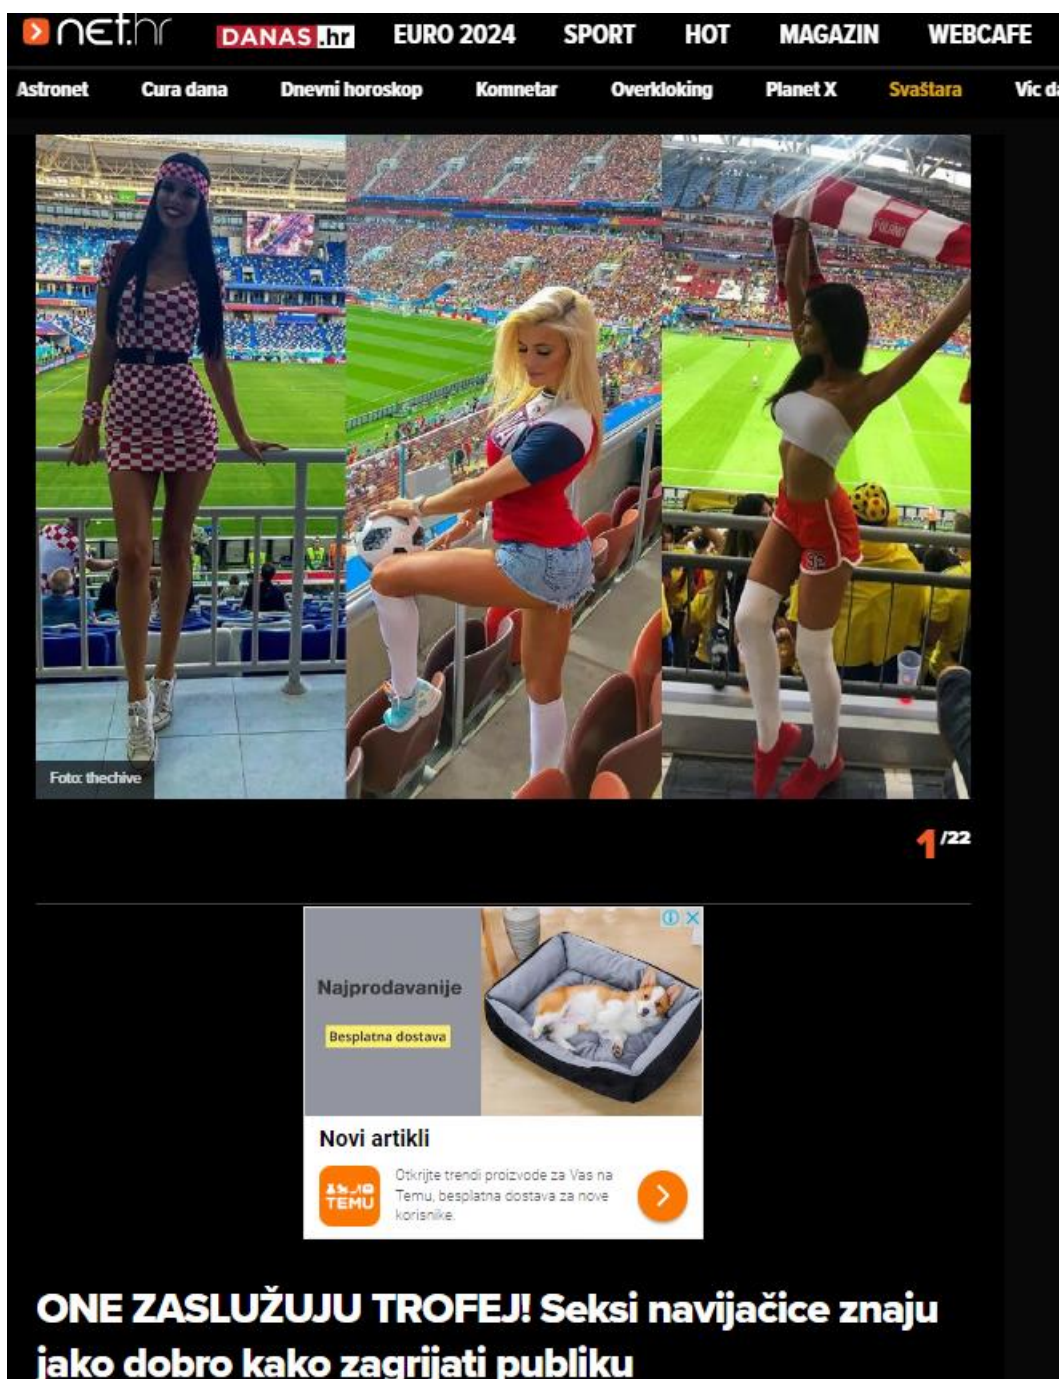 net.hr DANAS.hr EURO 2024 SPORT HOT MAGAZIN WEBCAFE
Astronet Cura dana Dnevni horoskop Komnetar Overkloking Planet X Svaštara Vic
POLAND
Foto: thechive
1/22
Najprodavanije
Besplatna dostava
Novi artikli
TEMU
Otkrijte trendi proizvode za Vas na
Temu, besplatna dostava za nove
korisnike.
ONE ZASLUŽUJU TROFEJ! Seksi navijačice znaju
jako dobro kako zagrijati publiku